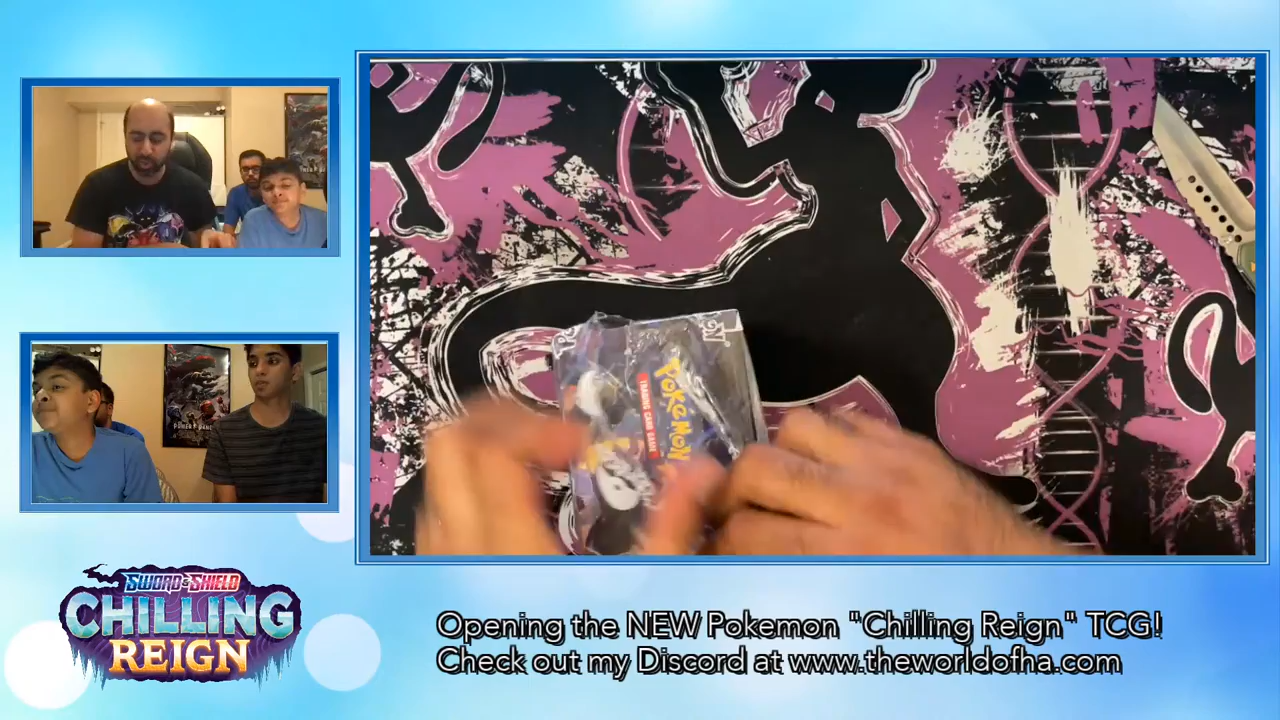 POKéMON
TRADING CARD GAME
SWORD & SHIELD
CHILLING
REIGN
Opening the NEW Pokemon "Chilling Reign" TCG!
Check out my Discord at www.theworldofha.com